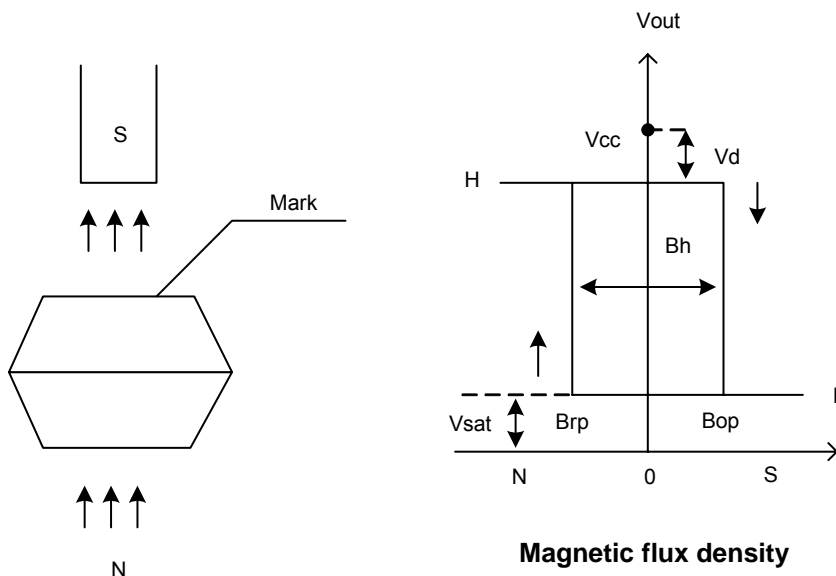 S
Mark
N
Vout
Vcc
Vd
H
Bh
Vsat
Brp
Bop
N
0
S
Magnetic flux density